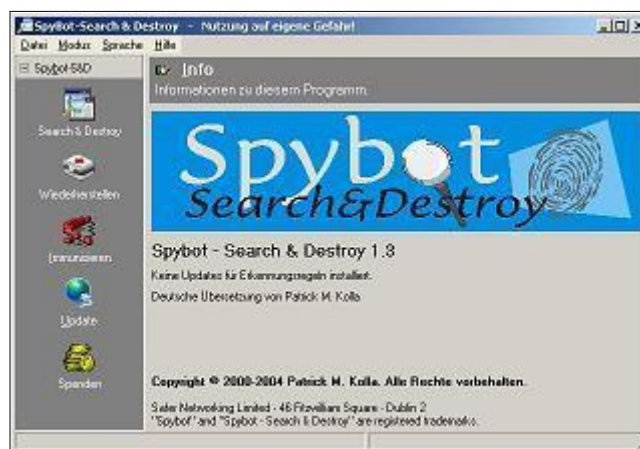 SpyBot-Search & Destroy - Nutzung auf eigene Gefahr!
Datei Modus Sprache Hilfe
Spybot-S&D
Search & Destroy
Wiederherstellen
Immunisieren
Update
Spenden
Info
Informationen zu diesem Programm.
Spybot
Search&Destroy
Spybot - Search & Destroy 1.3
Keine Updates für Erkennungsregeln installiert.
Deutsche Übersetzung von Patrick M. Kolla
Copyright © 2000-2004 Patrick M. Kolla. Alle Rechte vorbehalten.
Safer Networking Limited - 46 Fitzwilliam Square - Dublin 2
"Spybot" and "Spybot - Search & Destroy" are registered trademarks.